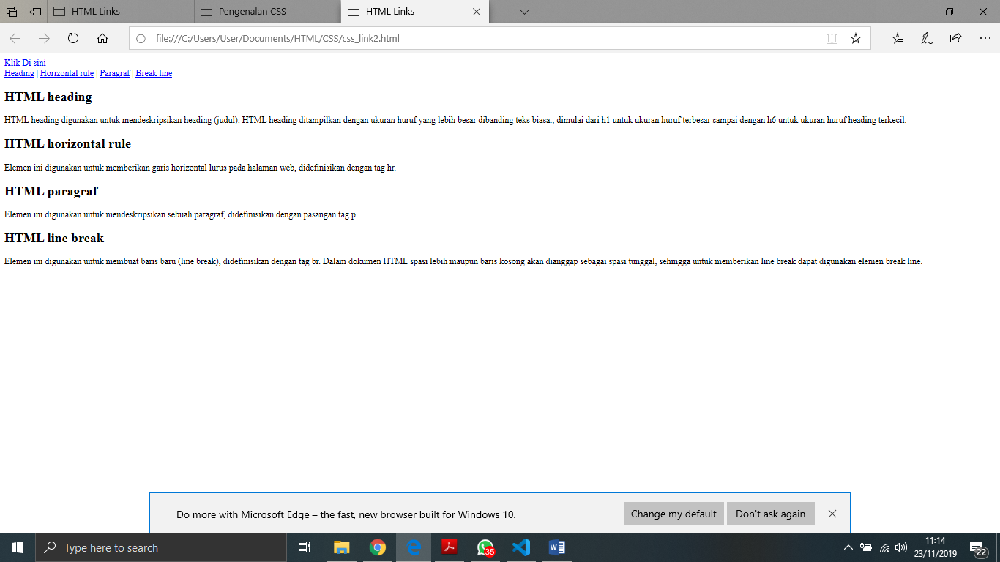 HTML Links
Pengenalan CSS
HTML Links
file:///C:/Users/User/Documents/HTML/CSS/css_link2.html
Klik Di sini
Heading | Horizontal rule | Paragraf | Break line
HTML heading
HTML heading digunakan untuk mendeskripsikan heading (judul). HTML heading ditampilkan dengan ukuran huruf yang lebih besar dibanding teks biasa., dimulai dari h1 untuk ukuran huruf terbesar sampai dengan h6 untuk ukuran huruf heading terkecil.
HTML horizontal rule
Elemen ini digunakan untuk memberikan garis horizontal lurus pada halaman web, didefinisikan dengan tag hr.
HTML paragraf
Elemen ini digunakan untuk mendeskripsikan sebuah paragraf, didefinisikan dengan pasangan tag p.
HTML line break
Elemen ini digunakan untuk membuat baris baru (line break), didefinisikan dengan tag br. Dalam dokumen HTML spasi lebih maupun baris kosong akan dianggap sebagai spasi tunggal, sehingga untuk memberikan line break dapat digunakan elemen break line.
Do more with Microsoft Edge – the fast, new browser built for Windows 10.
Change my default
Don't ask again
Type here to search
35
11:14
23/11/2019
22